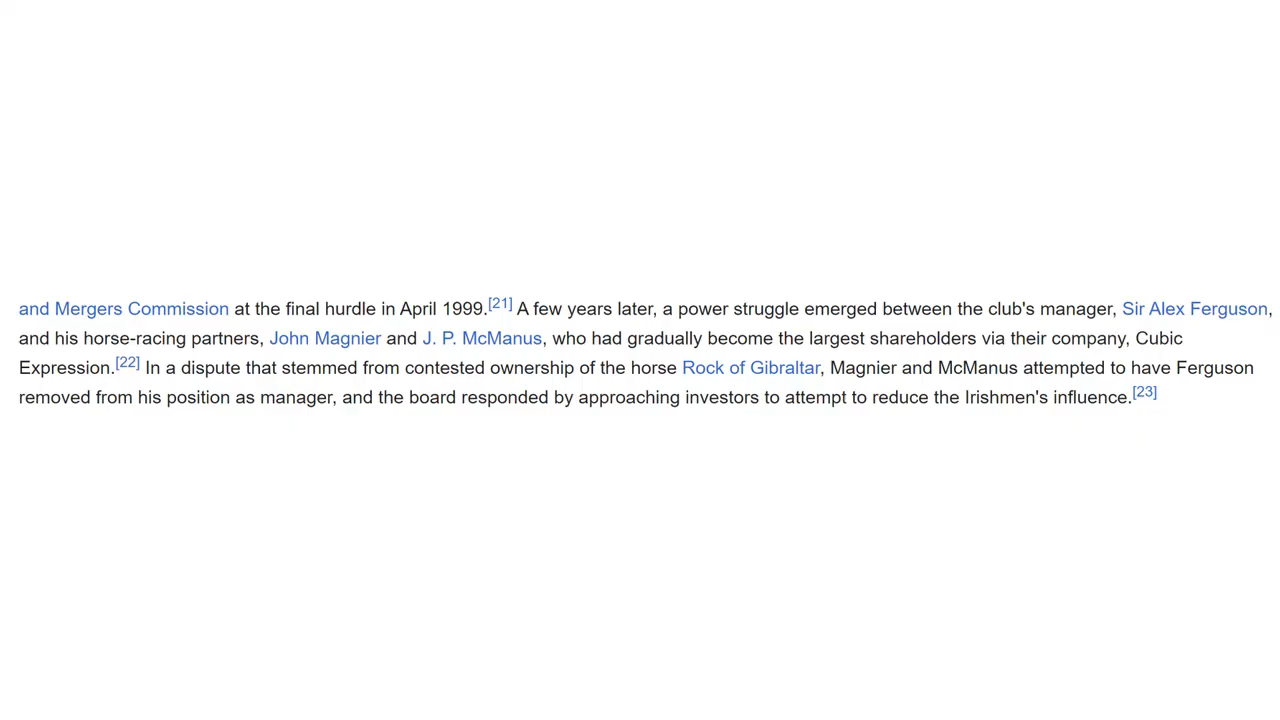 and Mergers Commission at the final hurdle in April 1999.[21] A few years later, a power struggle emerged between the club's manager, Sir Alex Ferguson,
and his horse-racing partners, John Magnier and J. P. McManus, who had gradually become the largest shareholders via their company, Cubic
Expression.[22] In a dispute that stemmed from contested ownership of the horse Rock of Gibraltar, Magnier and McManus attempted to have Ferguson
removed from his position as manager, and the board responded by approaching investors to attempt to reduce the Irishmen's influence.[23]